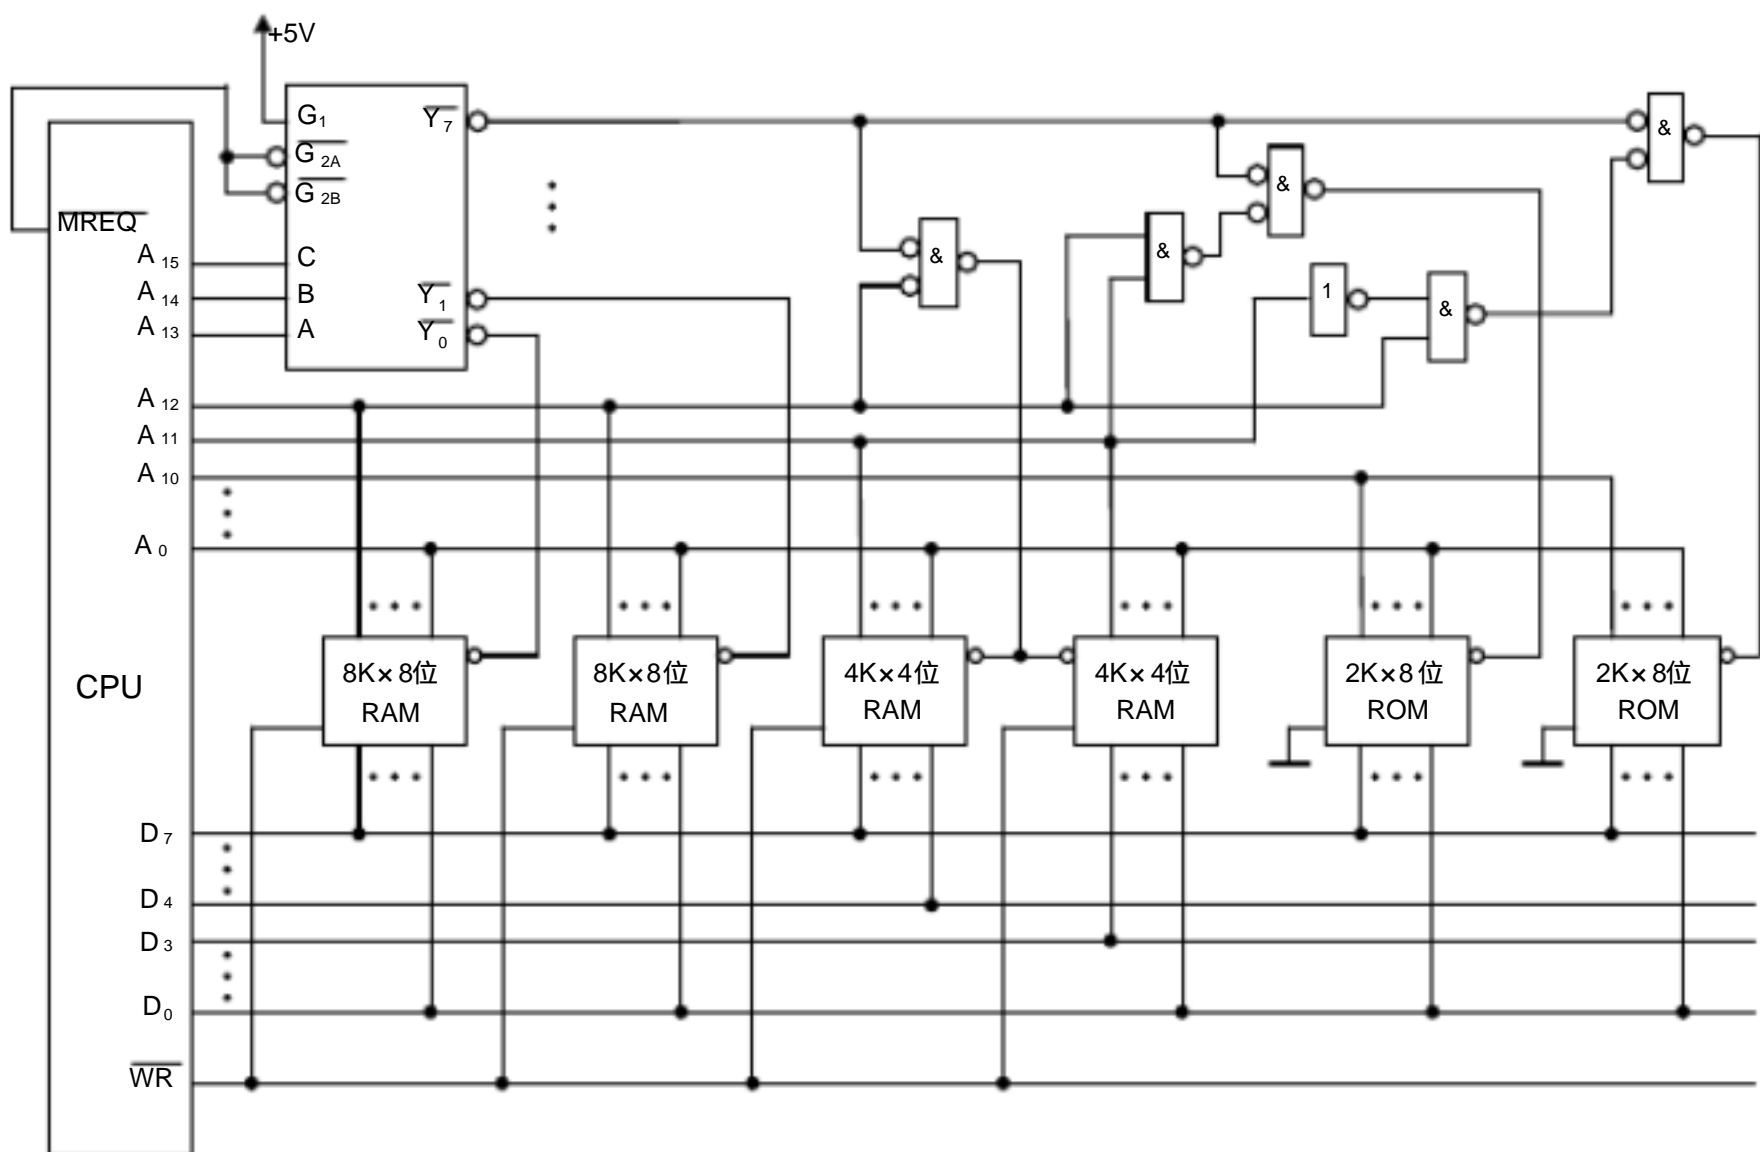 +5V
G1
Y7
G2A
G2B
MREQ
A15 C
A14 B Y1
A13 A Y0
& & & & &
1
A12
A11
A10
A0
CPU
8K×8位 RAM
8K×8位 RAM
4K×4位 RAM
4K×4位 RAM
2K×8位 ROM
2K×8位 ROM
D7
D4
D3
D0
WR